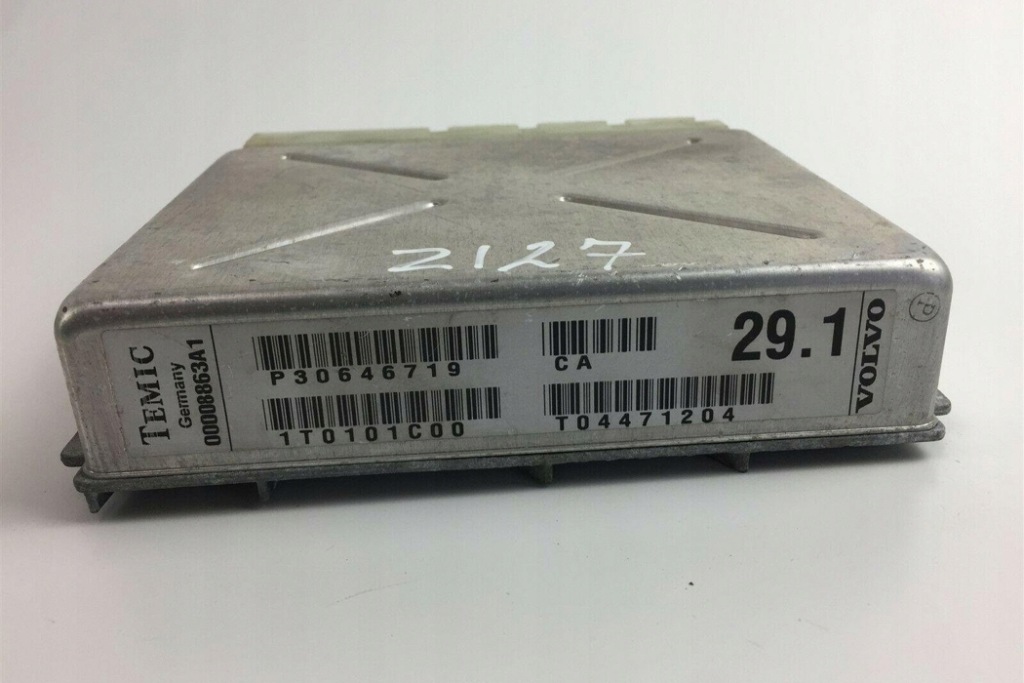 2127
TEMIC
Germany
00008863A1
P30646719
1T0101C00
CA
T04471204
29.1
VOLVO
P